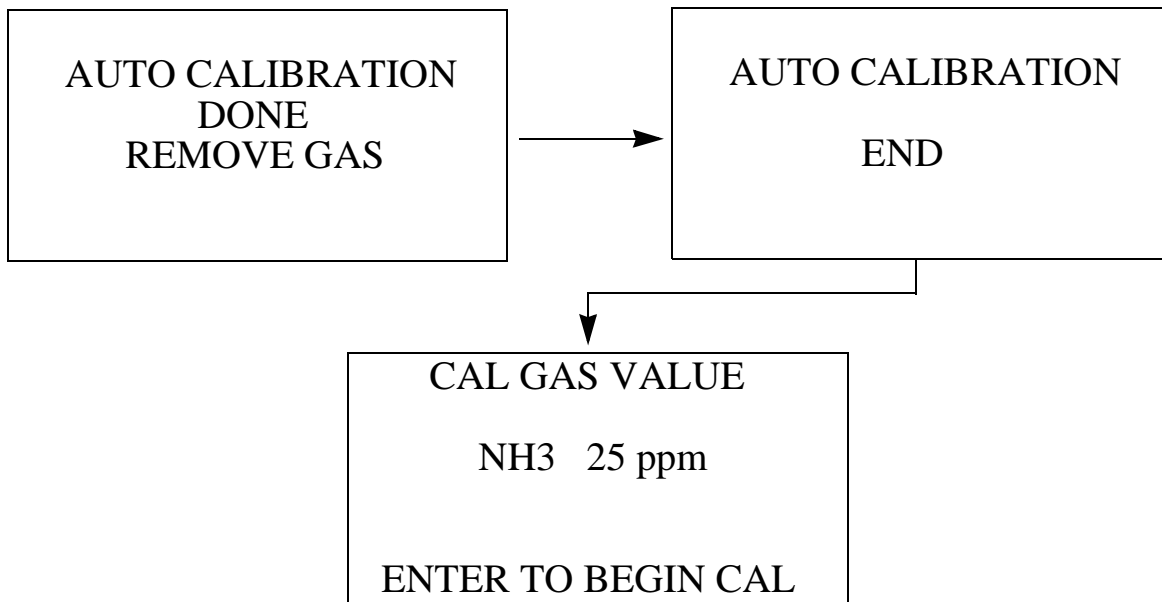 AUTO CALIBRATION
DONE
REMOVE GAS
AUTO CALIBRATION
END
CAL GAS VALUE
NH3 25 ppm
ENTER TO BEGIN CAL